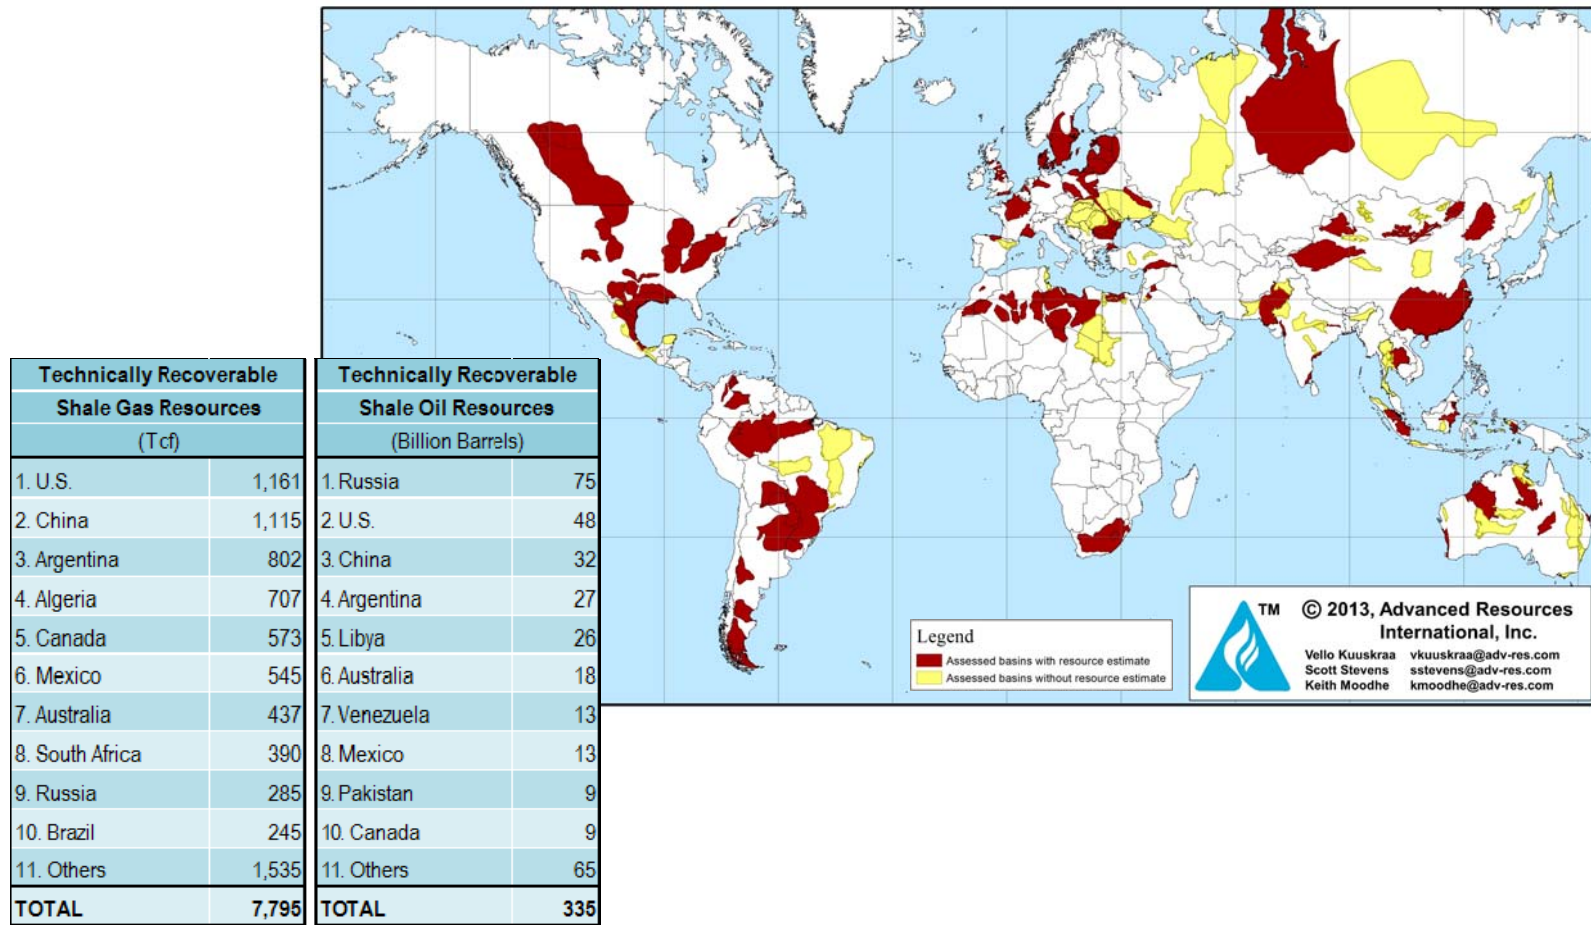 Technically Recoverable
Shale Gas Resources
(Tcf)
1. U.S. 1,161
2. China 1,115
3. Argentina 802
4. Algeria 707
5. Canada 573
6. Mexico 545
7. Australia 437
8. South Africa 390
9. Russia 285
10. Brazil 245
11. Others 1,535
TOTAL 7,795
Technically Recoverable
Shale Oil Resources
(Billion Barrels)
1. Russia 75
2. U.S. 48
3. China 32
4. Argentina 27
5. Libya 26
6. Australia 18
7. Venezuela 13
8. Mexico 13
9. Pakistan 9
10. Canada 9
11. Others 65
TOTAL 335
Legend
Assessed basins with resource estimate
Assessed basins without resource estimate
TM © 2013, Advanced Resources
International, Inc.
Vello Kuuskraa vkuuskraa@adv-res.com
Scott Stevens sstevens@adv-res.com
Keith Moodhe kmoodhe@adv-res.com